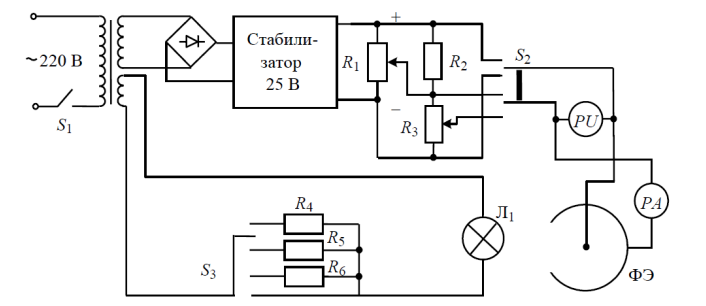 +
Стабили-
затор
25 В
R1
R2
S2
~220 В
−
R3
S1
PU
PA
R4
Л1
R5
S3
R6
ФЭ